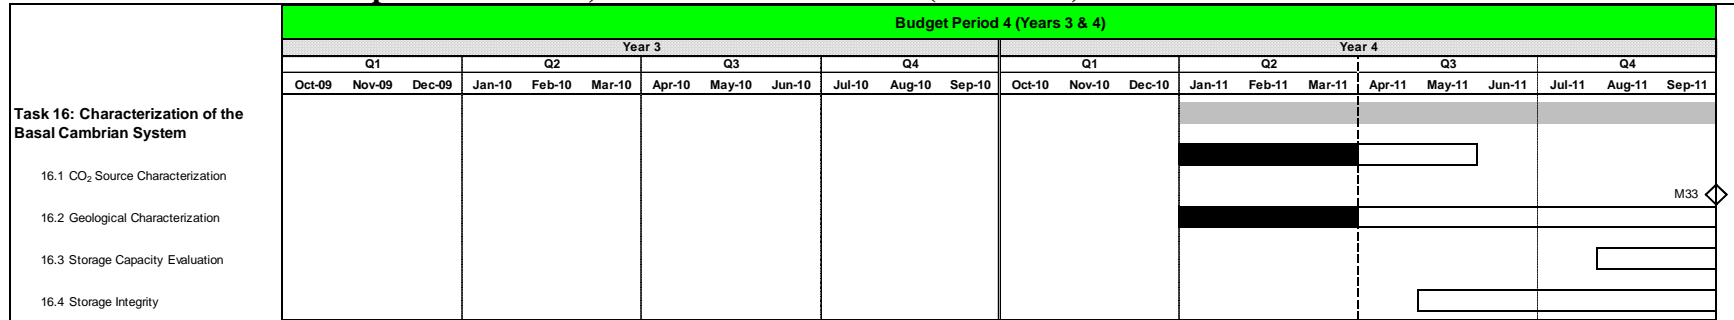 Budget Period 4 (Years 3 & 4)
Year 3 Year 4
Q1 Q2 Q3 Q4 Q1 Q2 Q3 Q4
Oct-09 Nov-09 Dec-09 Jan-10 Feb-10 Mar-10 Apr-10 May-10 Jun-10 Jul-10 Aug-10 Sep-10 Oct-10 Nov-10 Dec-10 Jan-11 Feb-11 Mar-11 Apr-11 May-11 Jun-11 Jul-11 Aug-11 Sep-11
Task 16: Characterization of the
Basal Cambrian System
16.1 CO₂ Source Characterization
M33
16.2 Geological Characterization
16.3 Storage Capacity Evaluation
16.4 Storage Integrity